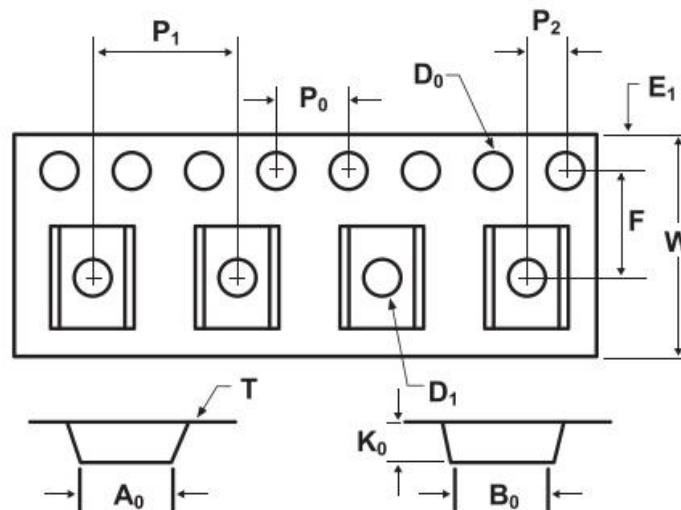 P₁
P₂
D₀
E₁
P₀
F
W
T
D₁
K₀
A₀
B₀